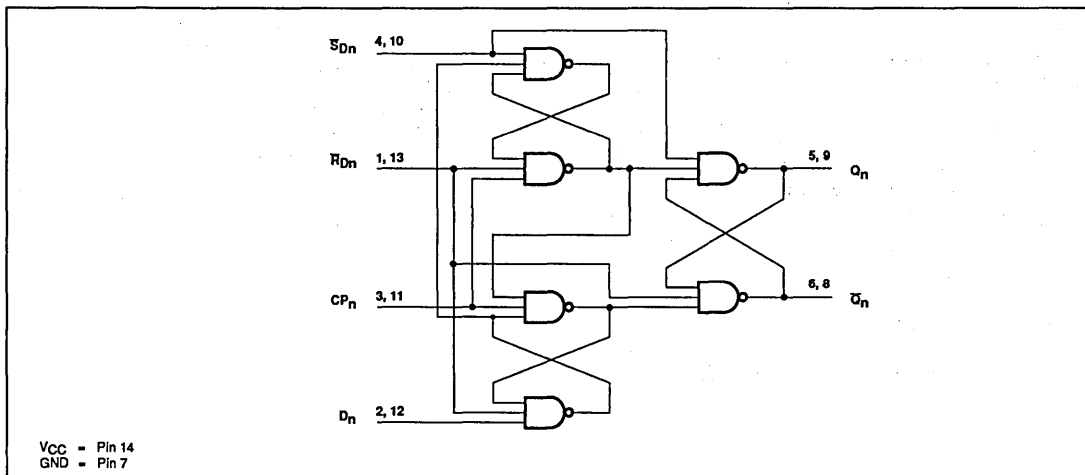 S̄Dn 4, 10
R̄Dn 1, 13
5, 9 Qn
CPn 3, 11
6, 8 Q̄n
Dn 2, 12
VCC = Pin 14
GND = Pin 7